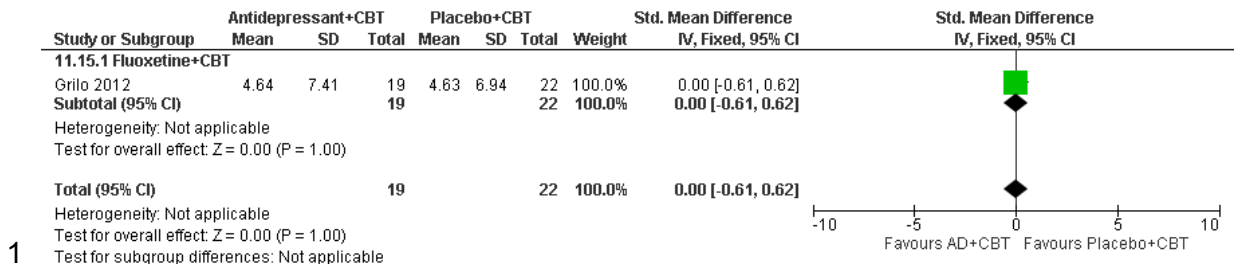 Antidepressant+CBT Placebo+CBT Std. Mean Difference Std. Mean Difference
Study or Subgroup Mean SD Total Mean SD Total Weight IV, Fixed, 95% CI IV, Fixed, 95% CI
11.15.1 Fluoxetine+CBT
Grilo 2012 4.64 7.41 19 4.63 6.94 22 100.0% 0.00 [-0.61, 0.62]
Subtotal (95% CI) 19 22 100.0% 0.00 [-0.61, 0.62]
Heterogeneity: Not applicable
Test for overall effect: Z = 0.00 (P = 1.00)
Total (95% CI) 19 22 100.0% 0.00 [-0.61, 0.62]
Heterogeneity: Not applicable
Test for overall effect: Z = 0.00 (P = 1.00)
Test for subgroup differences: Not applicable
-10 -5 0 5 10
Favours AD+CBT Favours Placebo+CBT
1